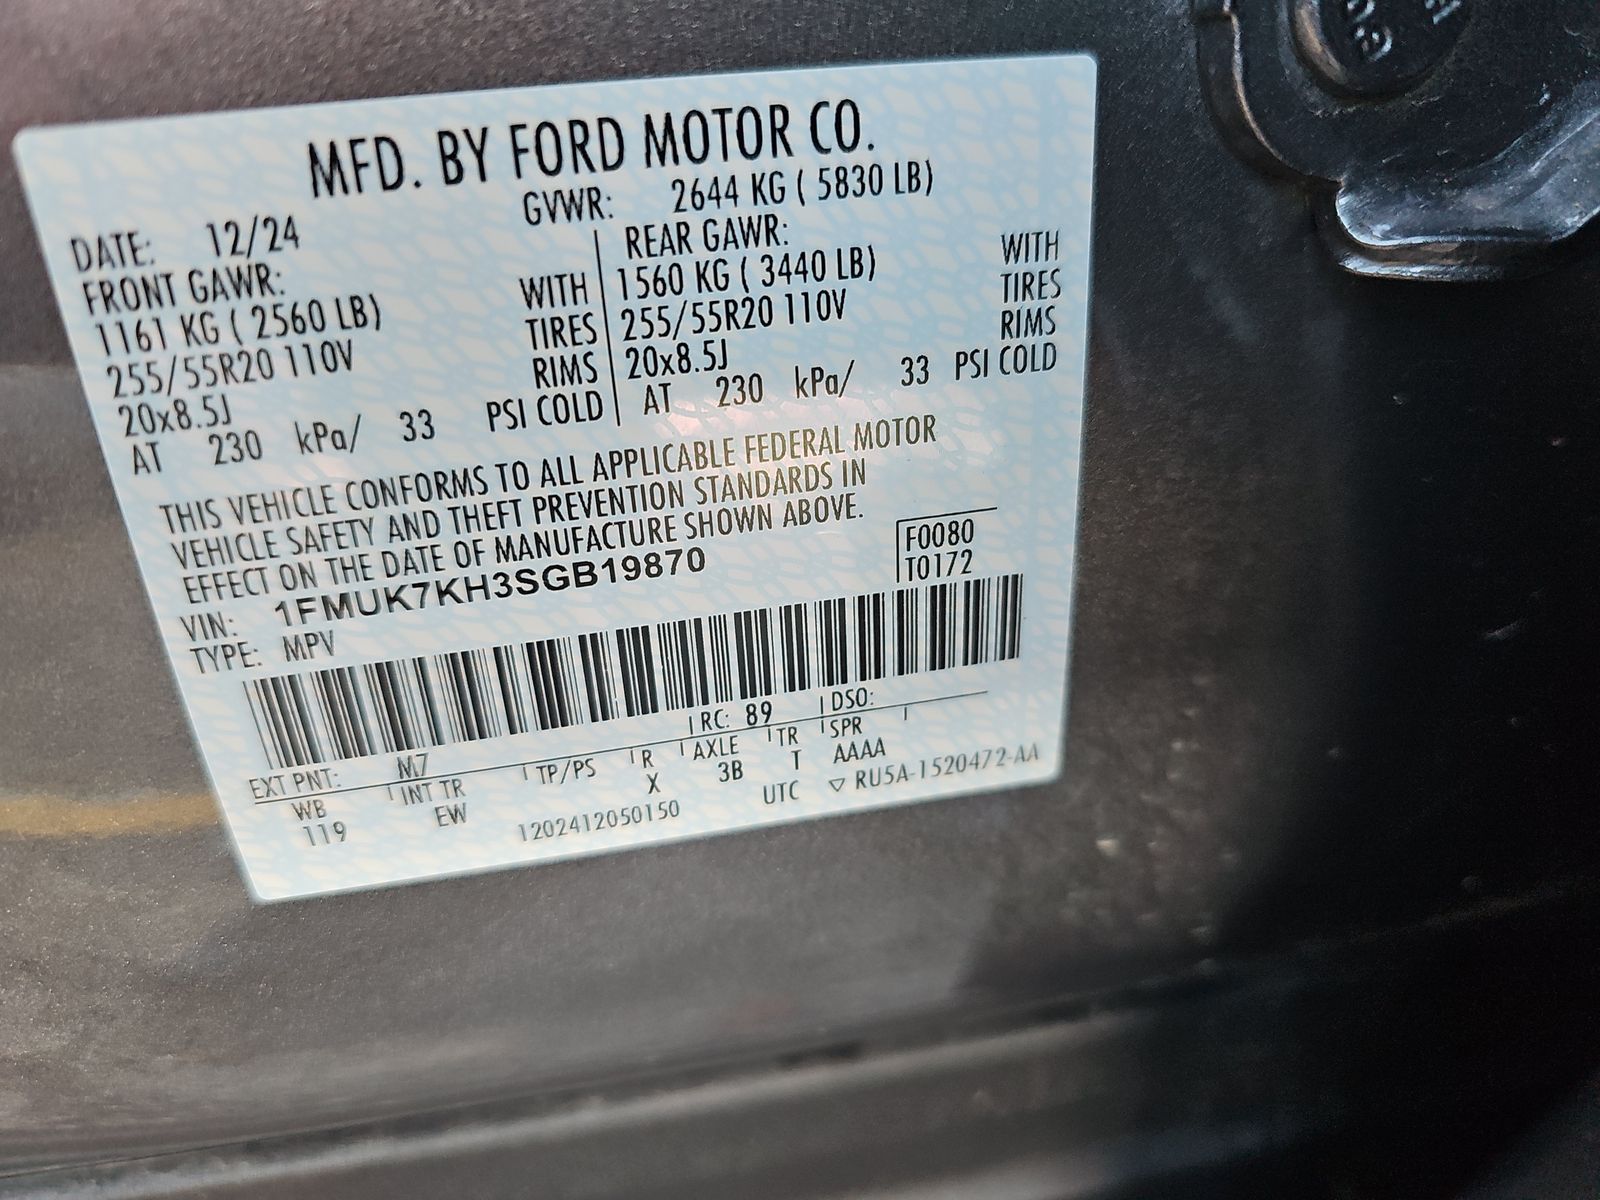 MFD. BY FORD MOTOR CO.
DATE: 12/24 GVWR: 2644 KG ( 5830 LB)
FRONT GAWR: REAR GAWR:
1161 KG ( 2560 LB) WITH 1560 KG ( 3440 LB) WITH
255/55R20 110V TIRES 255/55R20 110V TIRES
20x8.5J RIMS 20x8.5J RIMS
AT 230 kPa/ 33 PSI COLD AT 230 kPa/ 33 PSI COLD
THIS VEHICLE CONFORMS TO ALL APPLICABLE FEDERAL MOTOR
VEHICLE SAFETY AND THEFT PREVENTION STANDARDS IN
EFFECT ON THE DATE OF MANUFACTURE SHOWN ABOVE.
VIN: 1FMUK7KH3SGB19870 F0080
TYPE: MPV T0172
EXT PNT: M7 RC: 89 DSO:
WB INT TR TP/PS R AXLE TR SPR
119 EW X 3B T AAAA
1202412050150 UTC ▽ RU5A-1520472-AA